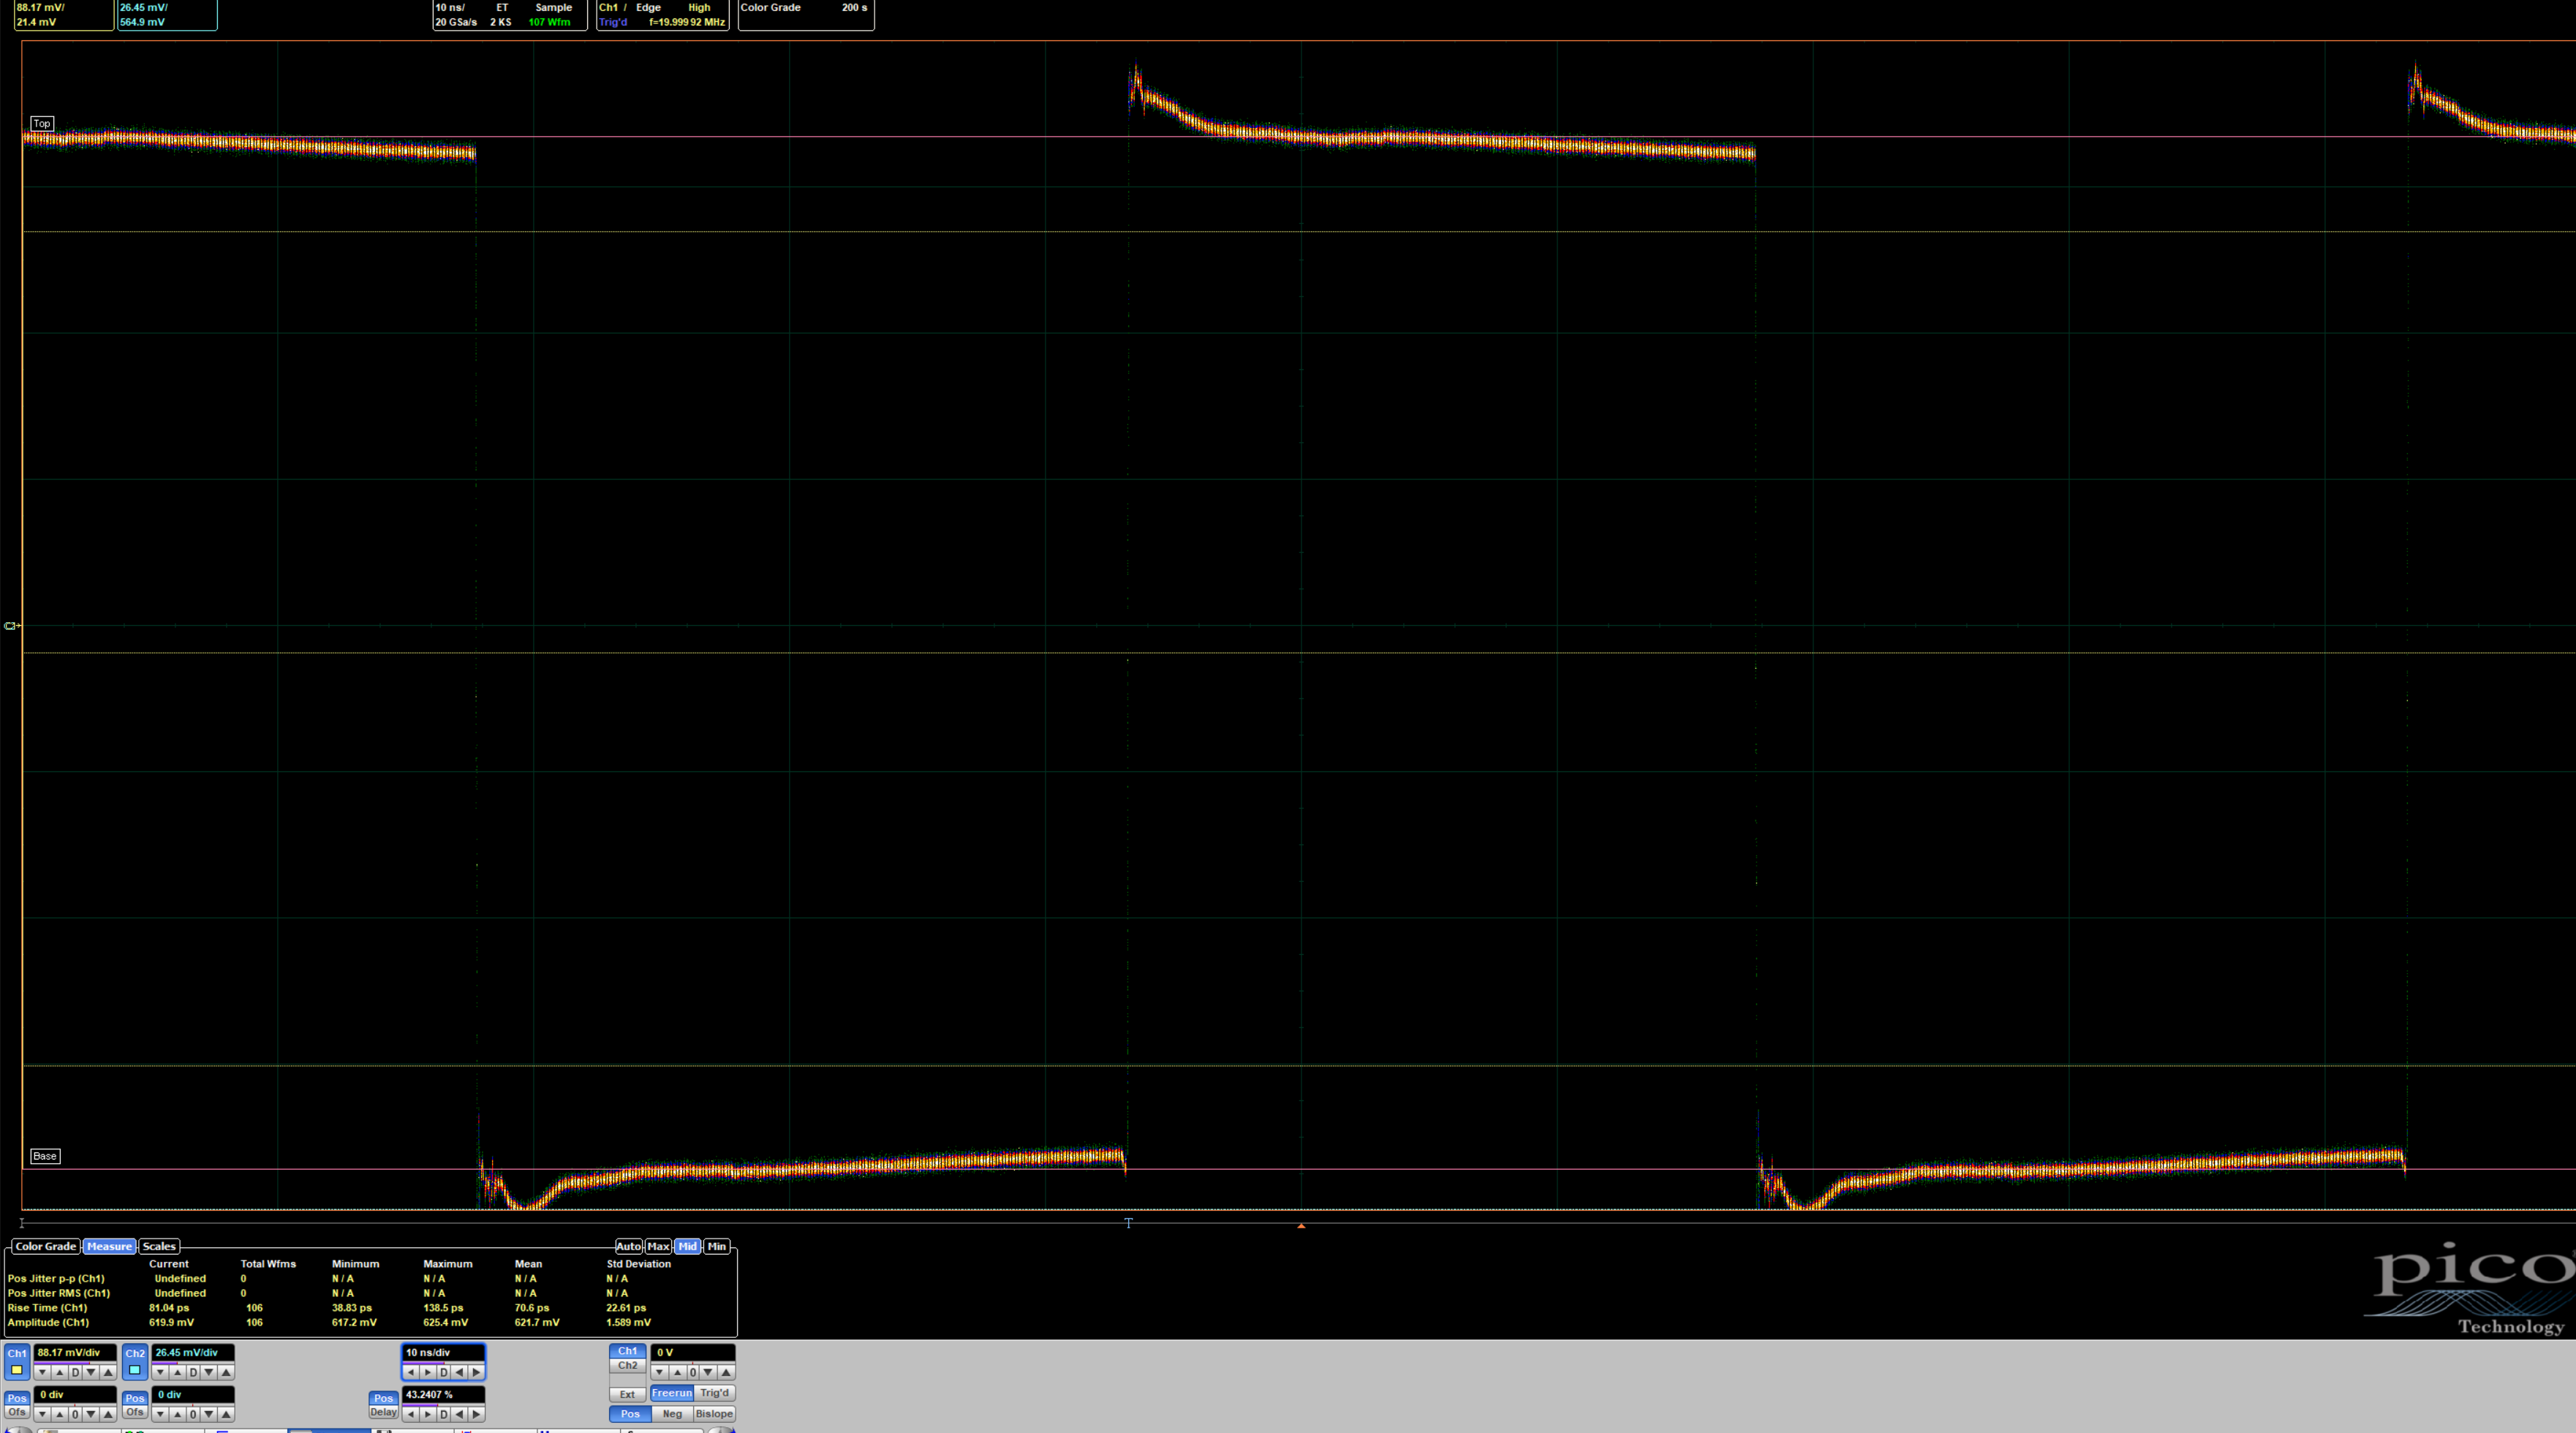 88.17 mV/ 26.45 mV/ 10 ns/ ET Sample Ch1 / Edge High Color Grade 200 s
21.4 mV 564.9 mV 20 GSa/s 2 KS 107 Wfm Trig'd f=19.999 92 MHz
Top
Base
T
Color Grade Measure Scales Auto Max Mid Min
Current Total Wfms Minimum Maximum Mean Std Deviation
Pos Jitter p-p (Ch1) Undefined 0 N / A N / A N / A N / A
Pos Jitter RMS (Ch1) Undefined 0 N / A N / A N / A N / A
Rise Time (Ch1) 81.04 ps 106 38.83 ps 138.5 ps 70.6 ps 22.61 ps
Amplitude (Ch1) 619.9 mV 106 617.2 mV 625.4 mV 621.7 mV 1.589 mV
pico
Technology
Ch1 88.17 mV/div Ch2 26.45 mV/div 10 ns/div Ch1 0 V
D D D Ch2 0
Pos 0 div Pos 0 div Pos 43.2407 % Ext Freerun Trig'd
Ofs 0 Ofs 0 Delay D Pos Neg Bislope